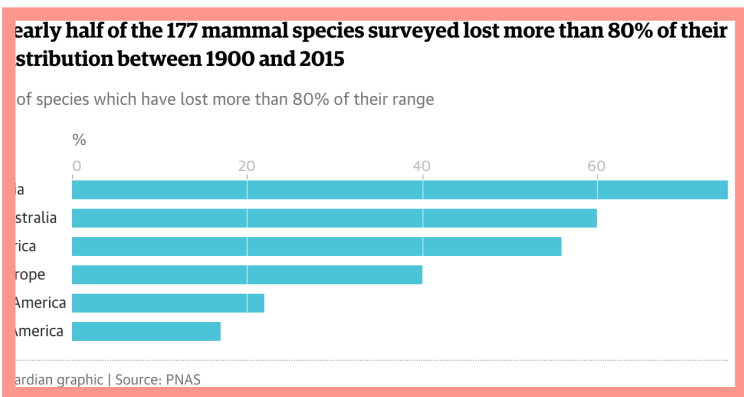 early half of the 177 mammal species surveyed lost more than 80% of their
stribution between 1900 and 2015
of species which have lost more than 80% of their range
%
0 20 40 60
ia
stralia
rica
rope
America
America
ardian graphic | Source: PNAS